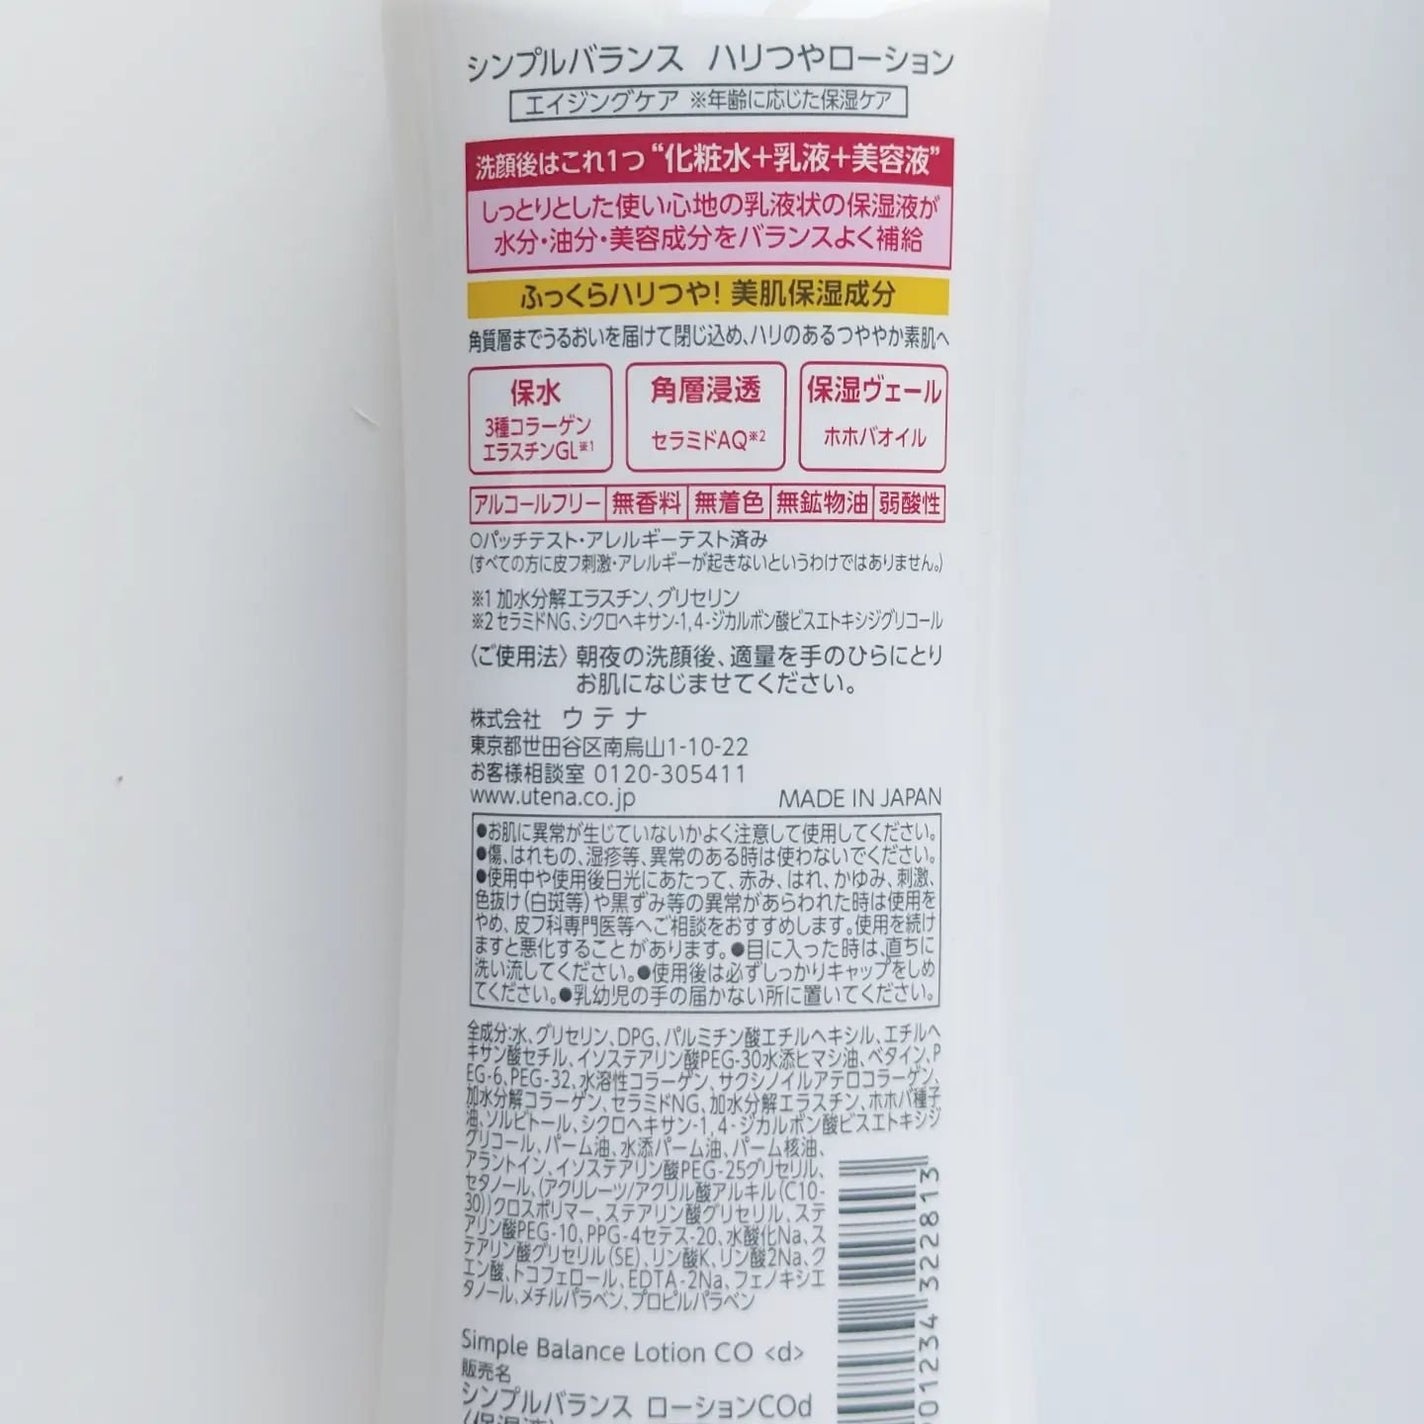 シンプルバランス ハリつやローション
エイジングケア ※年齢に応じた保湿ケア
洗顔後はこれ1つ “化粧水+乳液+美容液”
しっとりとした使い心地の乳液状の保湿液が
水分・油分・美容成分をバランスよく補給
ふっくらハリつや! 美肌保湿成分
角質層までうるおいを届けて閉じ込め、ハリのあるつややか素肌へ
保水
3種コラーゲン
エラスチンGL※1
角層浸透
セラミドAQ※2
保湿ヴェール
ホホバオイル
アルコールフリー 無香料 無着色 無鉱物油 弱酸性
○パッチテスト・アレルギーテスト済み
(すべての方に皮フ刺激・アレルギーが起きないというわけではありません。)
※1 加水分解エラスチン、グリセリン
※2 セラミドNG、シクロヘキサン-1,4-ジカルボン酸ビスエトキシジグリコール
〈ご使用法〉 朝夜の洗顔後、適量を手のひらにとり
お肌になじませてください。
株式会社 ウテナ
東京都世田谷区南烏山1-10-22
お客様相談室 0120-305411
www.utena.co.jp MADE IN JAPAN
●お肌に異常が生じていないかよく注意して使用してください。
●傷、はれもの、湿疹等、異常のある時は使わないでください。
●使用中や使用後日光にあたって、赤み、はれ、かゆみ、刺激、
色抜け(白斑等)や黒ずみ等の異常があらわれた時は使用を
やめ、皮フ科専門医等へご相談をおすすめします。使用を続け
ますと悪化することがあります。●目に入った時は、直ちに
洗い流してください。●使用後は必ずしっかりキャップをしめ
てください。●乳幼児の手の届かない所に置いてください。
全成分:水、グリセリン、DPG、パルミチン酸エチルヘキシル、エチルヘ
キサン酸セチル、イソステアリン酸PEG-30水添ヒマシ油、ベタイン、P
EG-6、PEG-32、水溶性コラーゲン、サクシノイルアテロコラーゲン、
加水分解コラーゲン、セラミドNG、加水分解エラスチン、ホホバ種子
油、ソルビトール、シクロヘキサン-1,4-ジカルボン酸ビスエトキシジ
グリコール、パーム油、水添パーム油、パーム核油、
アラントイン、イソステアリン酸PEG-25グリセリル、
セタノール、(アクリレーツ/アクリル酸アルキル(C10-
30))クロスポリマー、ステアリン酸グリセリル、ステ
アリン酸PEG-10、PPG-4セテス-20、水酸化Na、ス
テアリン酸グリセリル(SE)、リン酸K、リン酸2Na、ク
エン酸、トコフェロール、EDTA-2Na、フェノキシエ
タノール、メチルパラベン、プロピルパラベン
Simple Balance Lotion CO <d>
販売名
シンプルバランス ローションCOd
01234 322813